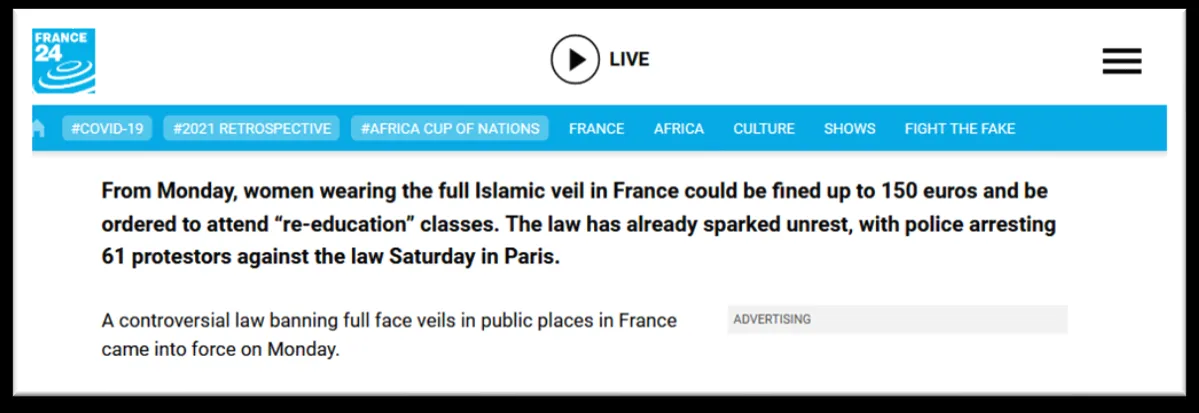 FRANCE
24
LIVE
#COVID-19 #2021 RETROSPECTIVE #AFRICA CUP OF NATIONS FRANCE AFRICA CULTURE SHOWS FIGHT THE FAKE
From Monday, women wearing the full Islamic veil in France could be fined up to 150 euros and be
ordered to attend “re-education” classes. The law has already sparked unrest, with police arresting
61 protestors against the law Saturday in Paris.
A controversial law banning full face veils in public places in France
came into force on Monday.
ADVERTISING